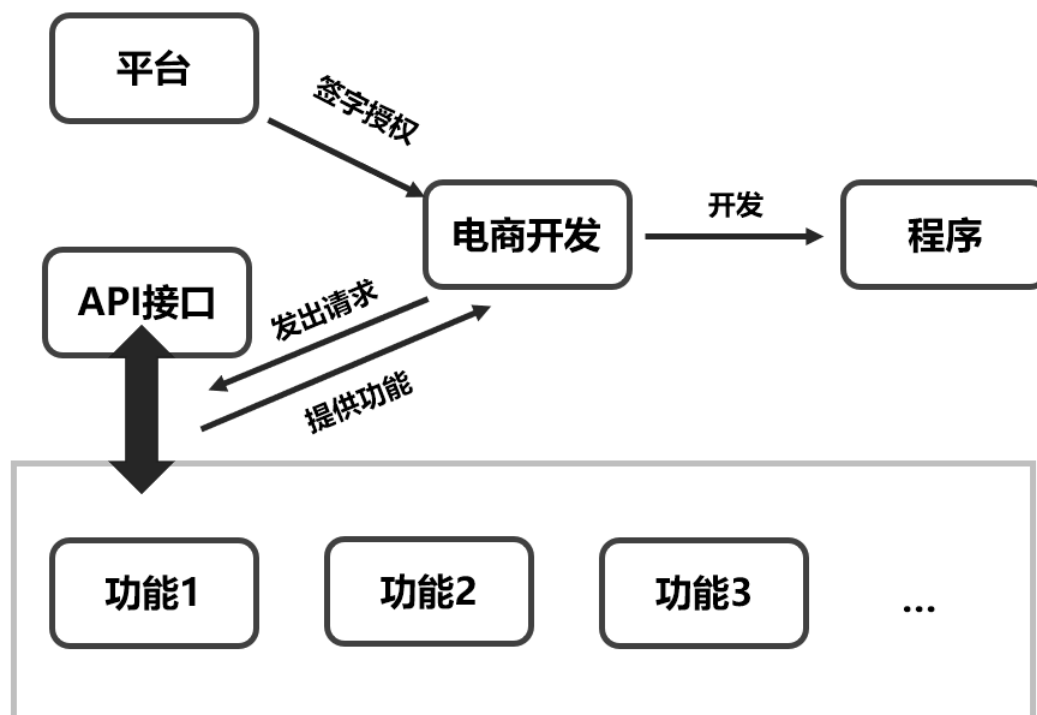 平台
签字授权
电商开发
开发
程序
API接口
发出请求
提供功能
功能1
功能2
功能3
...